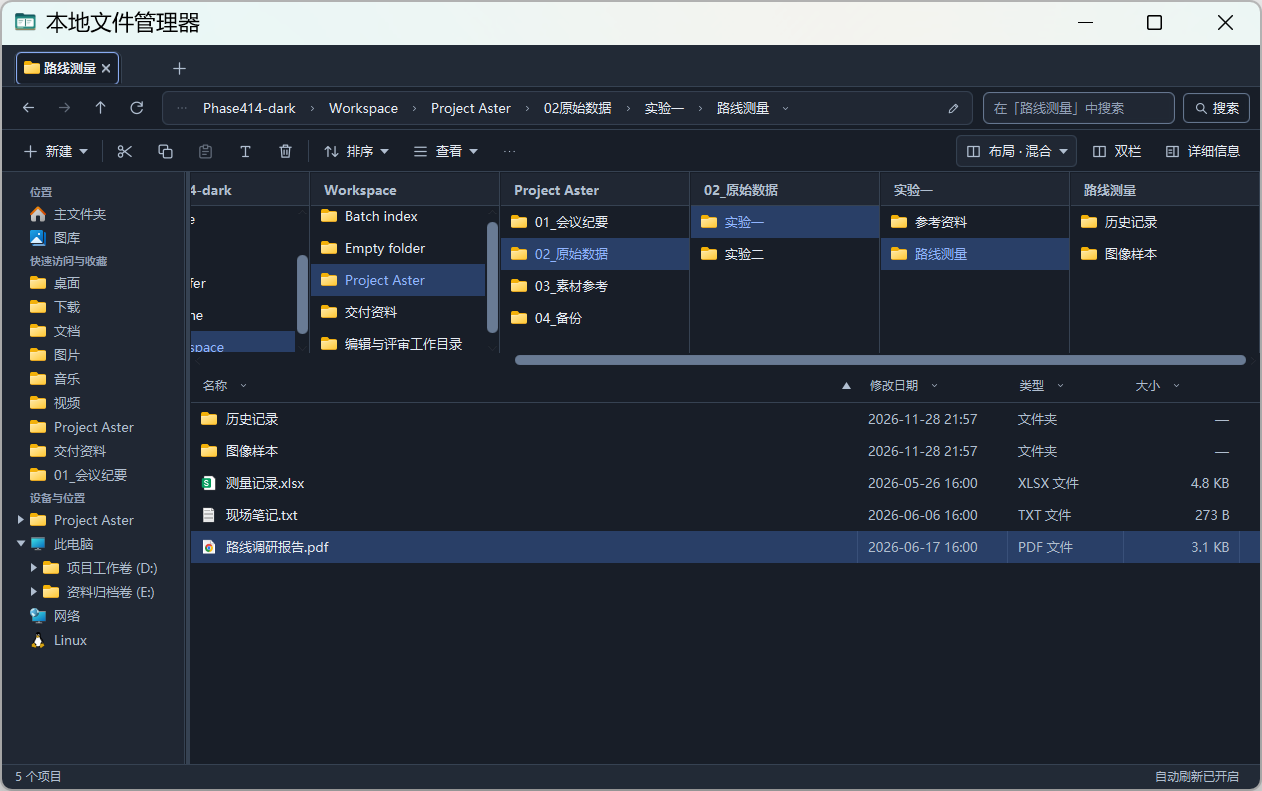 本地文件管理器
路线测量
Phase414-dark › Workspace › Project Aster › 02原始数据 › 实验一 › 路线测量
在「路线测量」中搜索
搜索
新建
排序
查看
···
布局 · 混合
双栏
详细信息
位置
主文件夹
图库
快速访问与收藏
桌面
下载
文档
图片
音乐
视频
Project Aster
交付资料
01_会议纪要
设备与位置
Project Aster
此电脑
项目工作卷 (D:)
资料归档卷 (E:)
网络
Linux
4-dark
Workspace
Batch index
Empty folder
Project Aster
交付资料
编辑与评审工作目录
Project Aster
01_会议纪要
02_原始数据
03_素材参考
04_备份
02_原始数据
实验一
实验二
实验一
参考资料
路线测量
路线测量
历史记录
图像样本
名称 修改日期 类型 大小
历史记录 2026-11-28 21:57 文件夹 —
图像样本 2026-11-28 21:57 文件夹 —
测量记录.xlsx 2026-05-26 16:00 XLSX 文件 4.8 KB
现场笔记.txt 2026-06-06 16:00 TXT 文件 273 B
路线调研报告.pdf 2026-06-17 16:00 PDF 文件 3.1 KB
5 个项目
自动刷新已开启